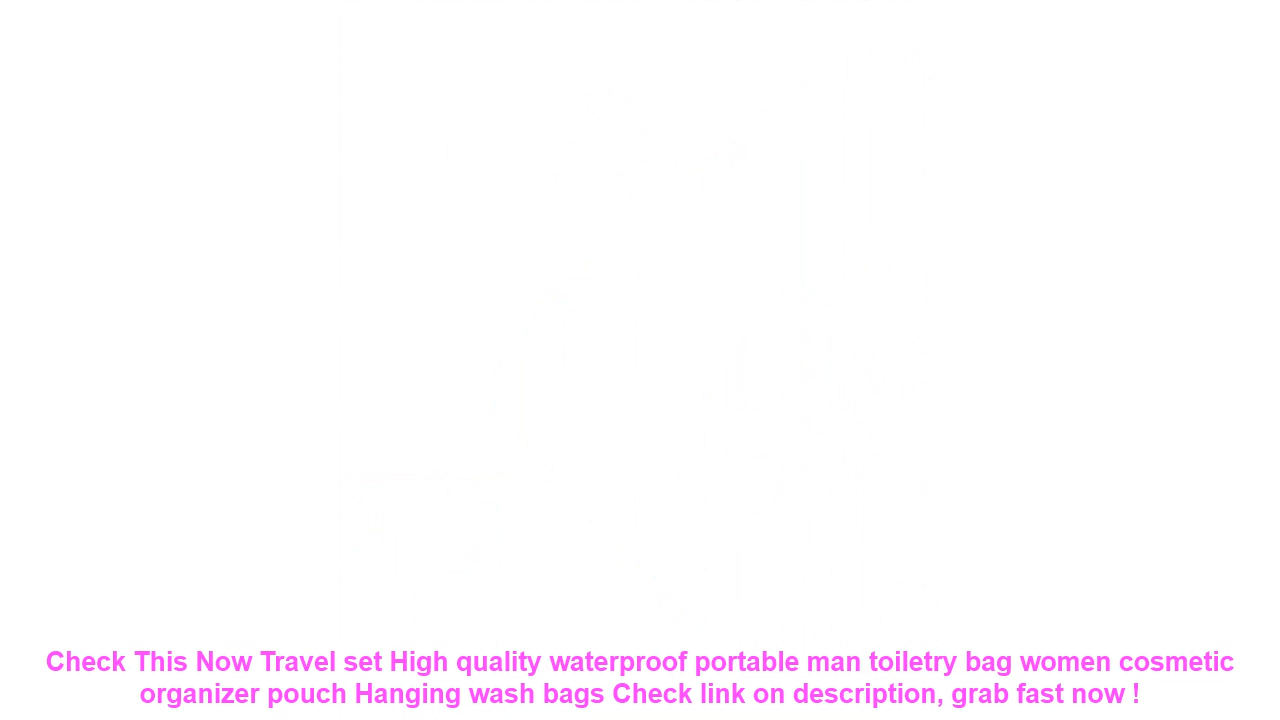 Check This Now Travel set High quality waterproof portable man toiletry bag women cosmetic
organizer pouch Hanging wash bags Check link on description, grab fast now !